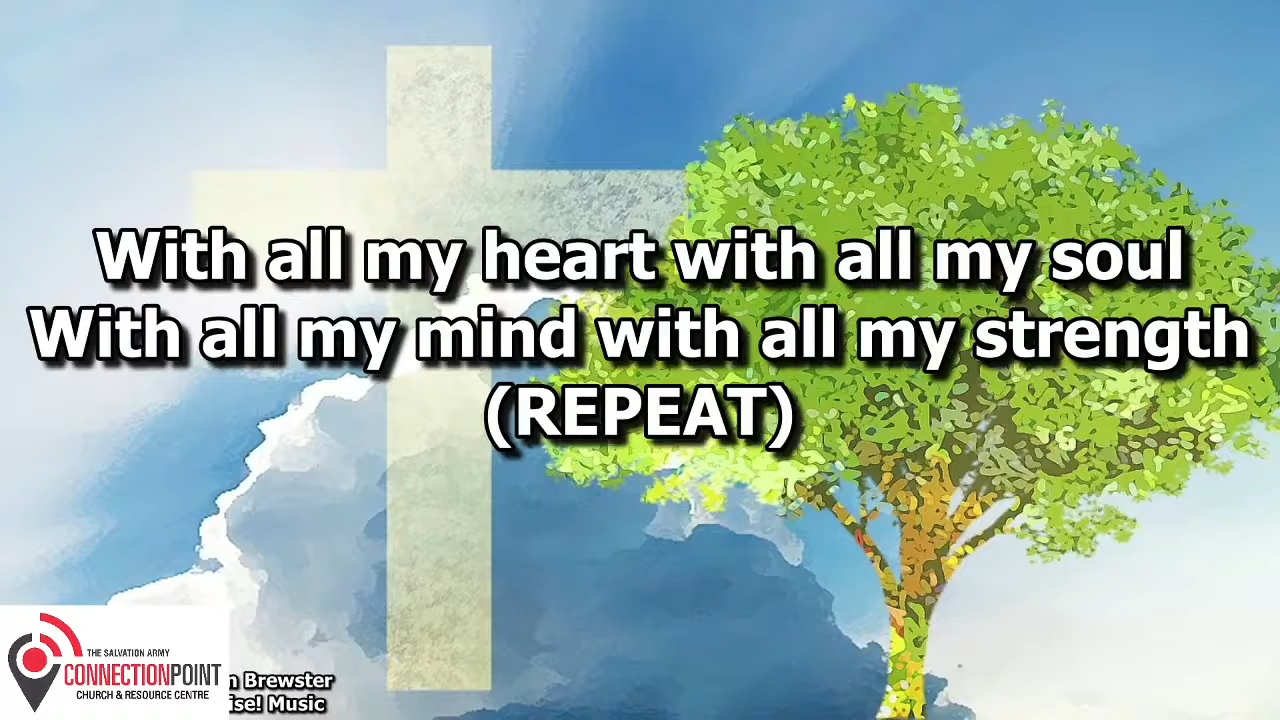 With all my heart with all my soul
With all my mind with all my strength
(REPEAT)
THE SALVATION ARMY
CONNECTIONPOINT
CHURCH & RESOURCE CENTRE
Brewster
Music